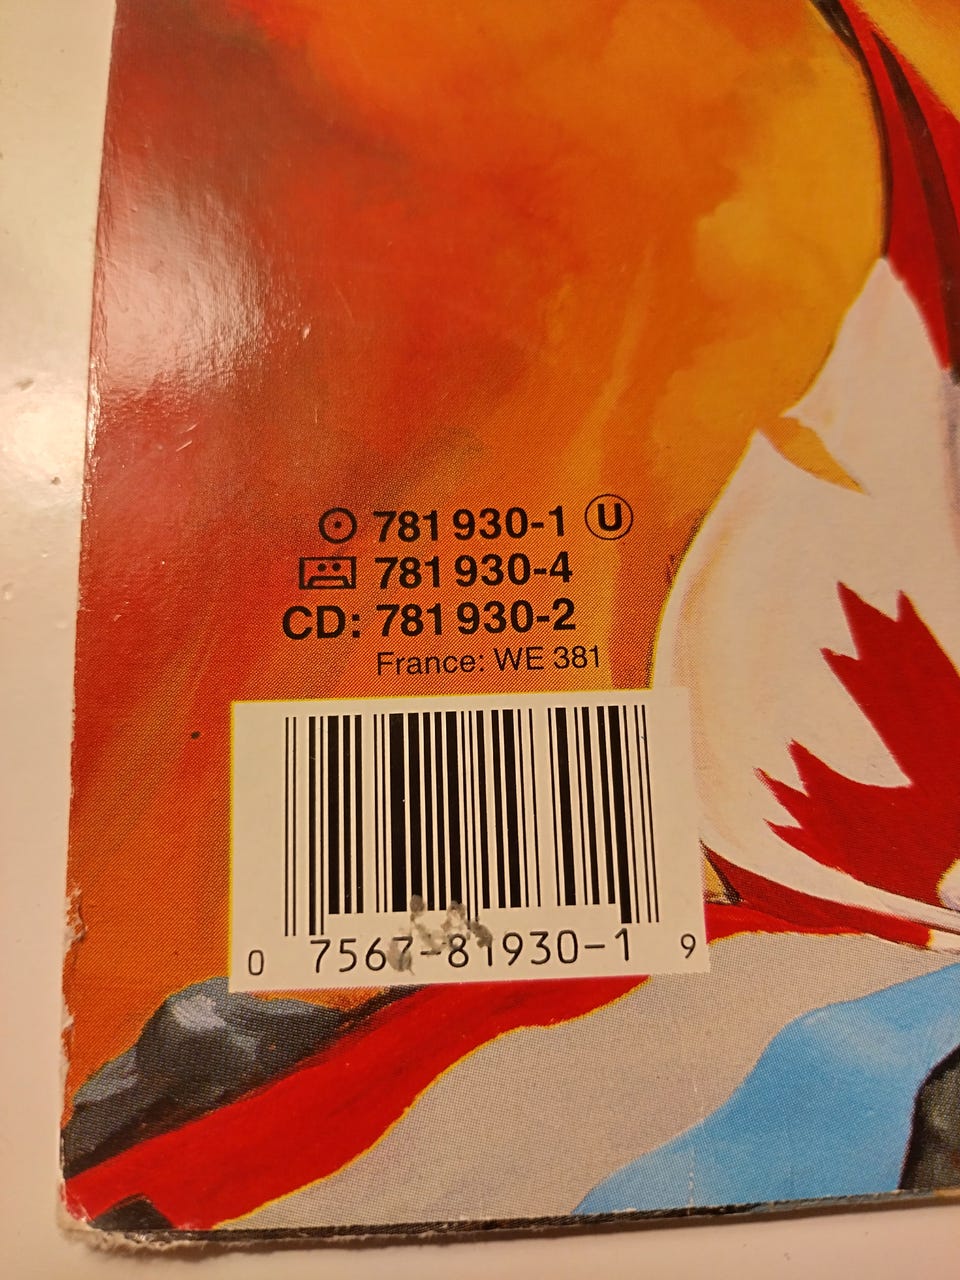 781 930-1 U
781 930-4
CD: 781 930-2
France: WE 381
0 7567-81930-1 9